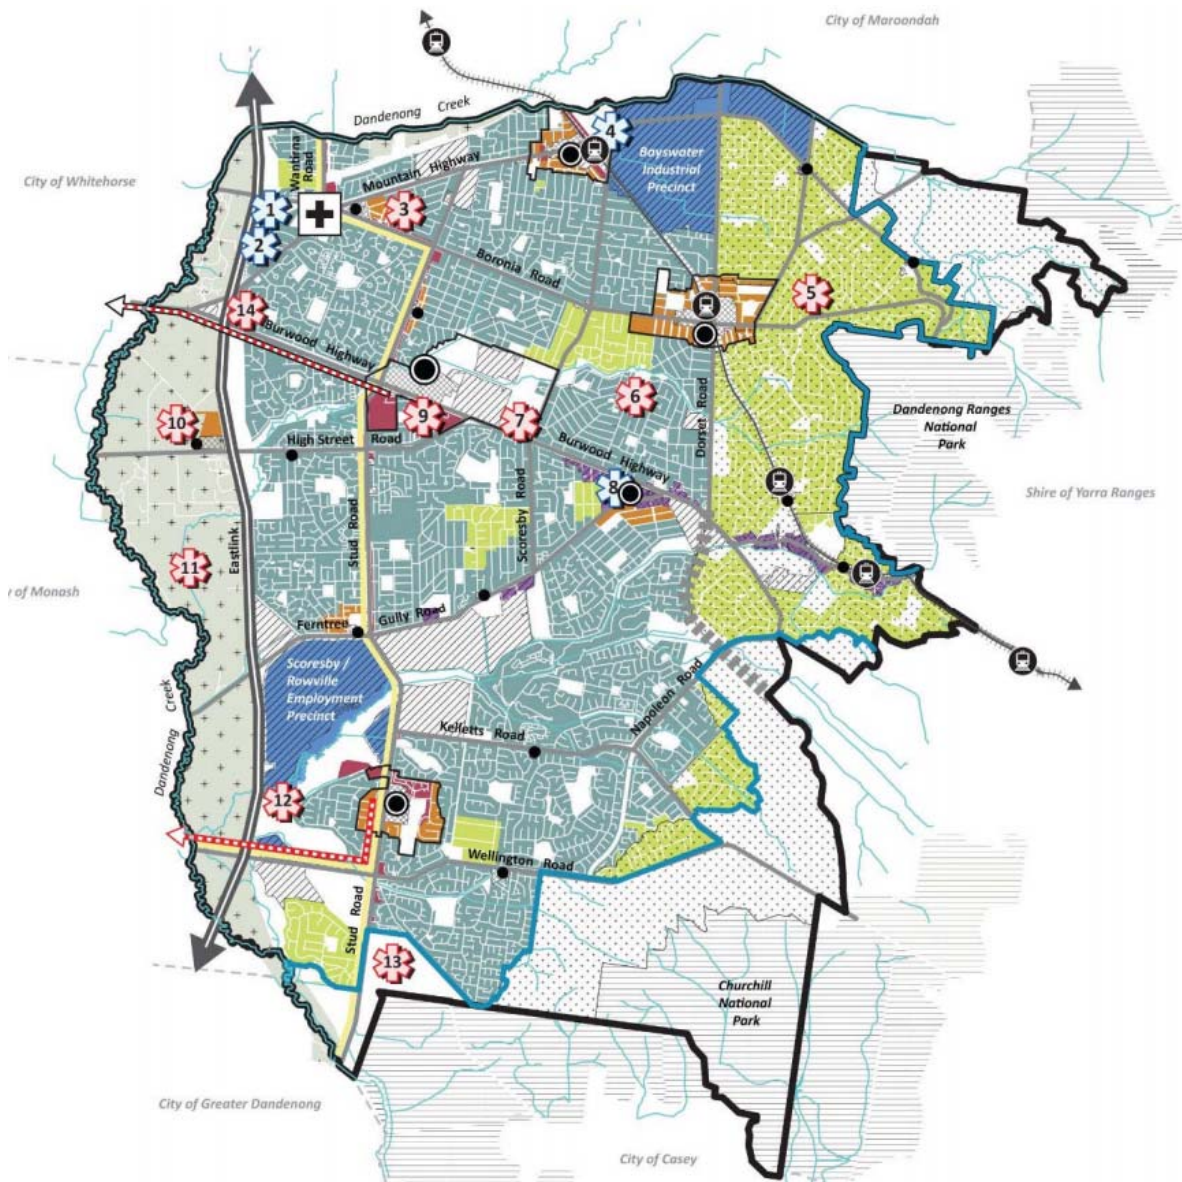 City of Maroondah
Dandenong Creek
City of Whitehorse
Wantirna
Road
Mountain Highway
4
Bayswater
Industrial
Precinct
1
3
2
Boronia Road
5
14
Burwood Highway
6
Dorset Road
9
7
10
High Street Road
Burwood Highway
Dandenong Ranges
National
Park
8
Shire of Yarra Ranges
Stud Road
Scoresby Road
Eastlink
11
y of Monash
Ferntree Gully Road
Scoresby /
Rowville
Employment
Precinct
Dandenong Creek
Napoleon Road
Kelletts Road
12
Wellington Road
Stud Road
13
Churchill
National
Park
City of Greater Dandenong
City of Casey